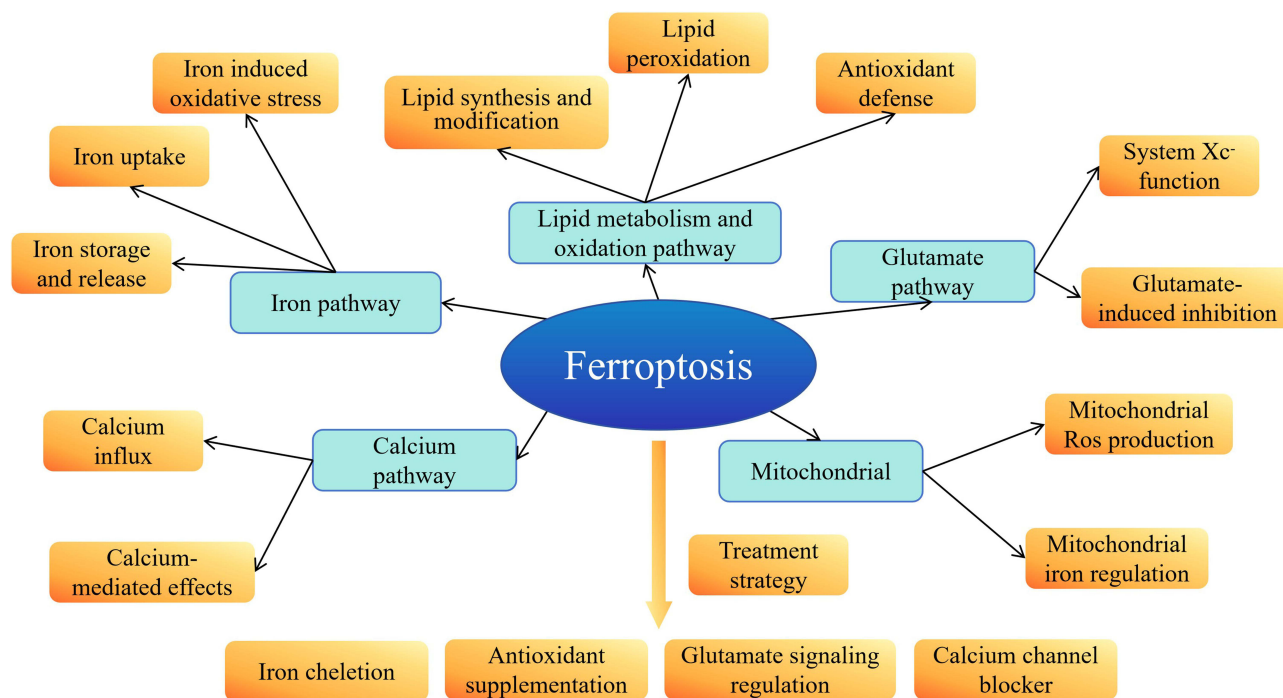 Lipid
peroxidation
Iron induced
oxidative stress
Antioxidant
defense
Lipid synthesis and
modification
Iron uptake
System Xc-
function
Lipid metabolism and
oxidation pathway
Iron storage
and release
Glutamate
pathway
Iron pathway
Glutamate-
induced inhibition
Ferroptosis
Calcium
influx
Mitochondrial
Ros production
Calcium
pathway
Mitochondrial
Calcium-
mediated effects
Treatment
strategy
Mitochondrial
iron regulation
Iron cheletion
Antioxidant
supplementation
Glutamate signaling
regulation
Calcium channel
blocker